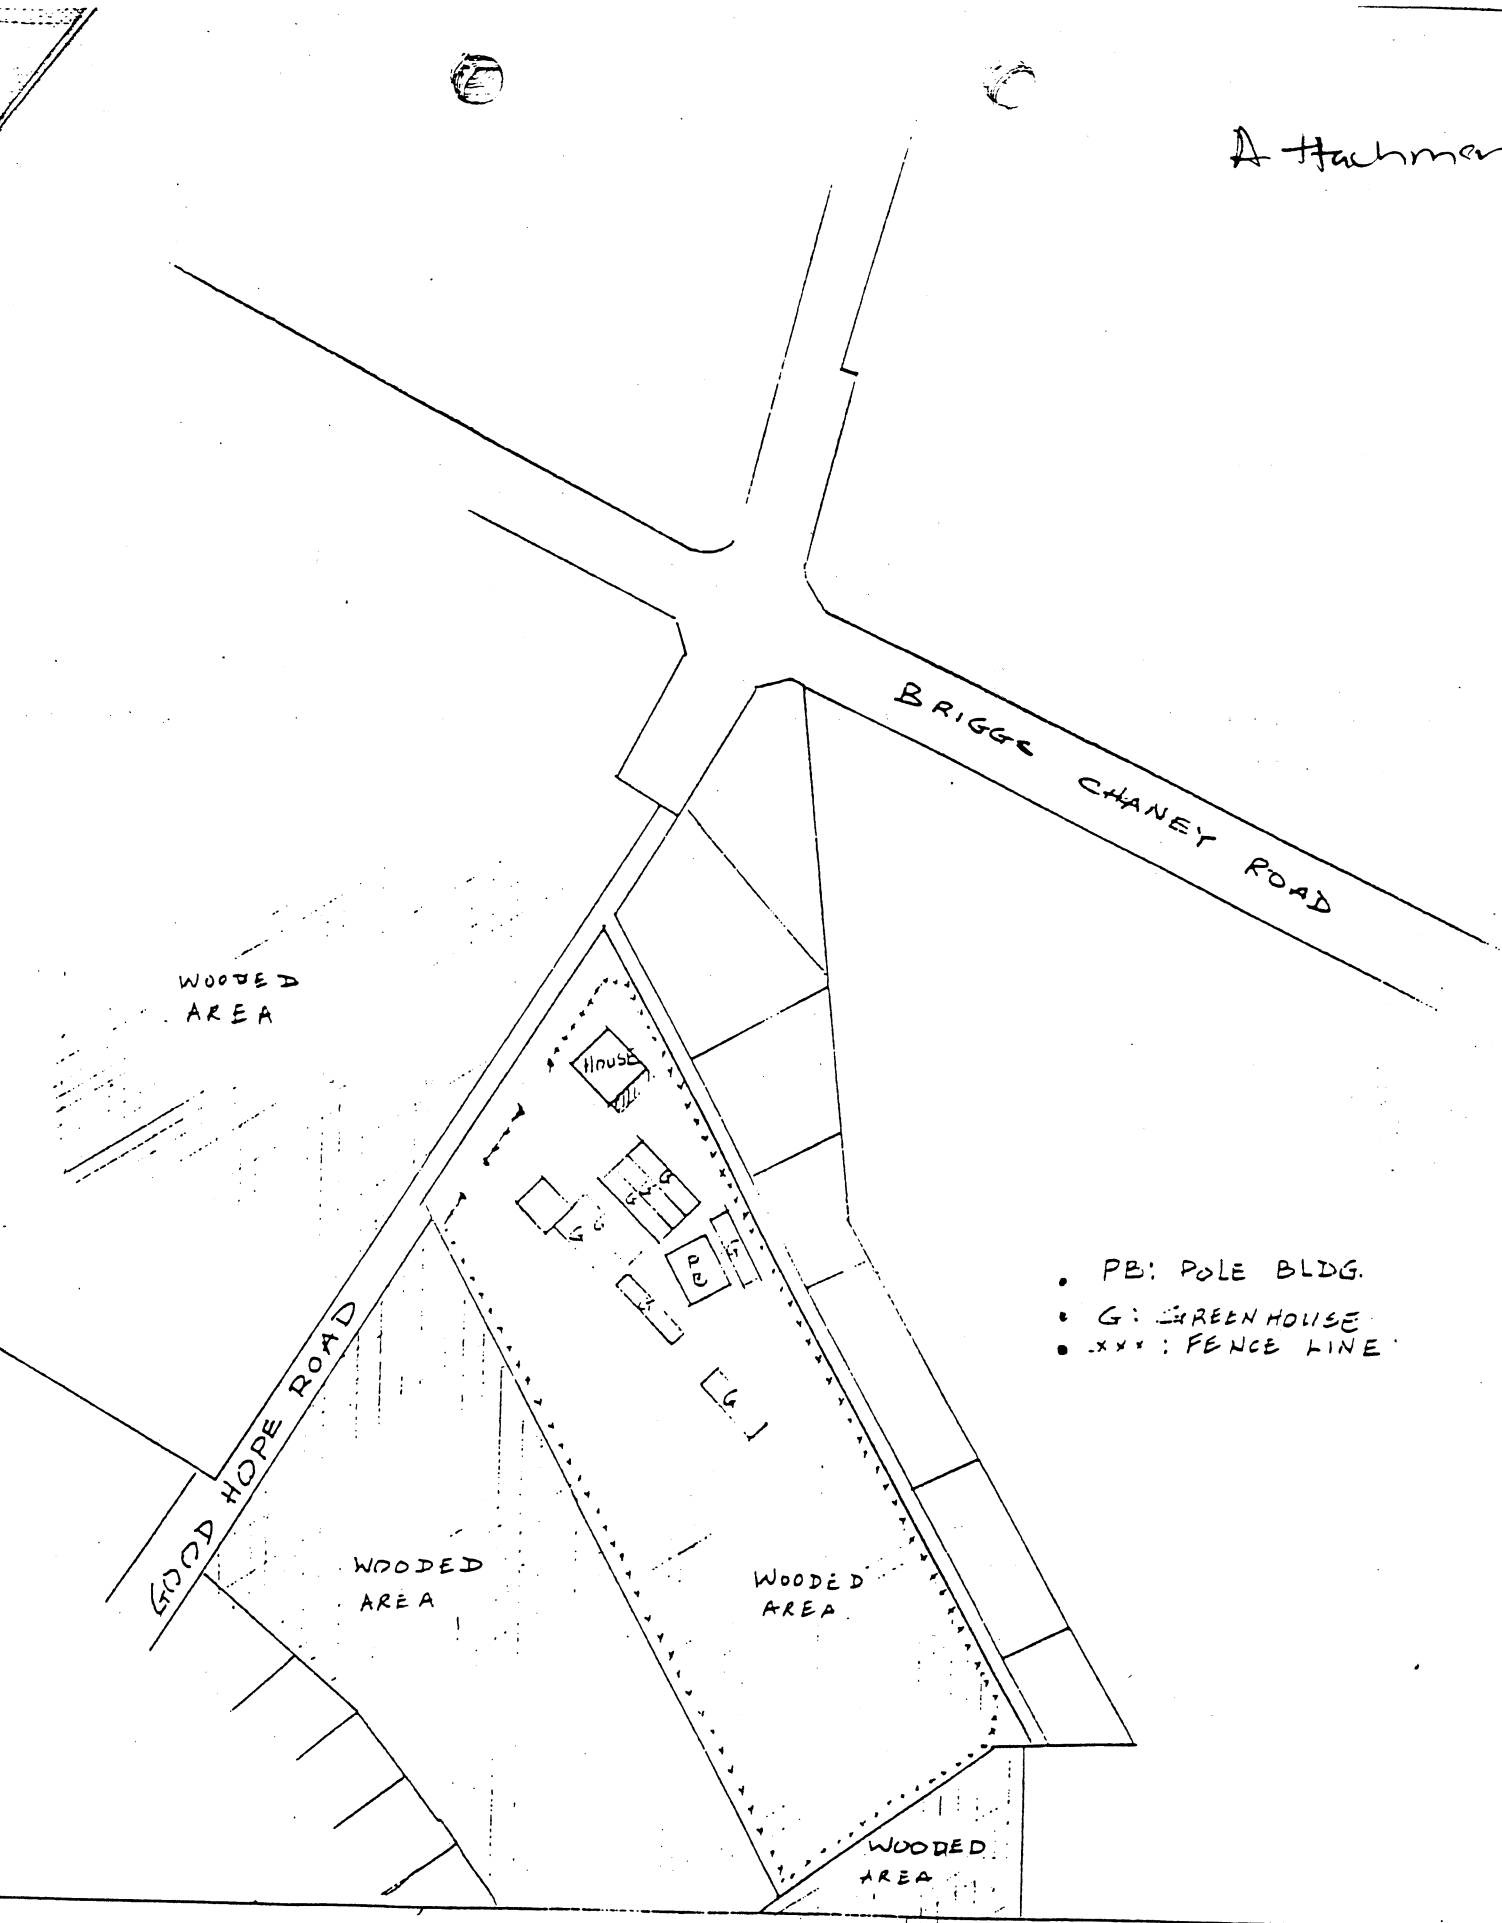 Attachmen
BRIGGS CHANEY ROAD
WOODED
AREA
HOUSE
G G
G
G
G
PB
G
PB: POLE BLDG.
G: GREENHOUSE
xxx: FENCE LINE
GOOD HOPE ROAD
WOODED
AREA
WOODED
AREA
WOODED
AREA